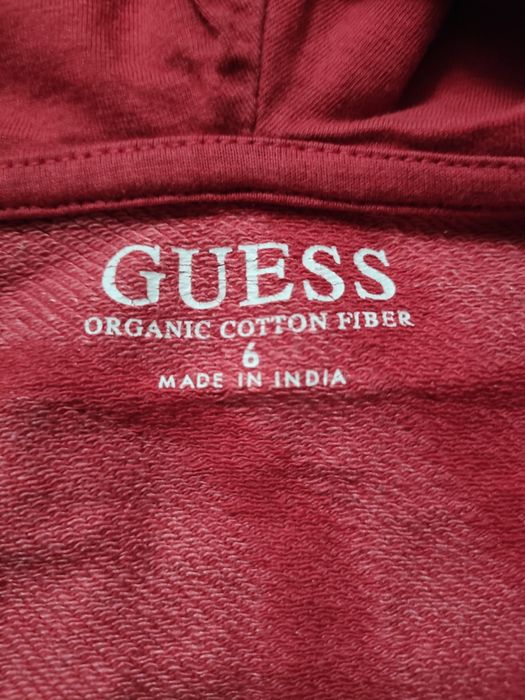 GUESS
ORGANIC COTTON FIBER
6
MADE IN INDIA